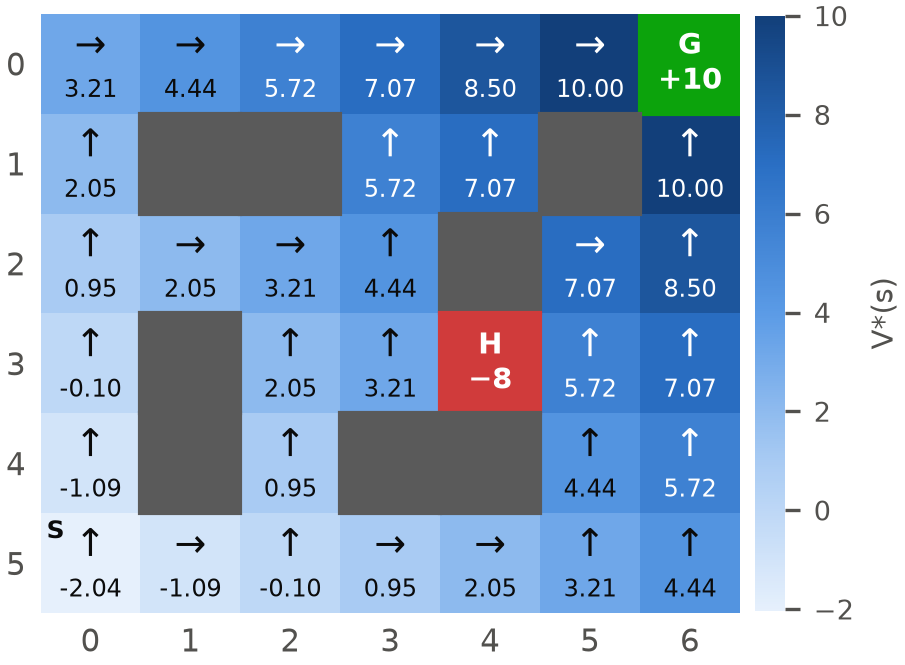 0 → → → → → → G 10
3.21 4.44 5.72 7.07 8.50 10.00 +10
1 ↑ ↑ ↑ ↑ 8
2.05 5.72 7.07 10.00
2 ↑ → → ↑ → ↑ 6
0.95 2.05 3.21 4.44 7.07 8.50
3 ↑ ↑ ↑ H ↑ ↑ 4
-0.10 2.05 3.21 −8 5.72 7.07
4 ↑ ↑ ↑ ↑ 2
-1.09 0.95 4.44 5.72
S
5 ↑ → ↑ → → ↑ ↑ 0
-2.04 -1.09 -0.10 0.95 2.05 3.21 4.44 −2
0 1 2 3 4 5 6
V*(s)